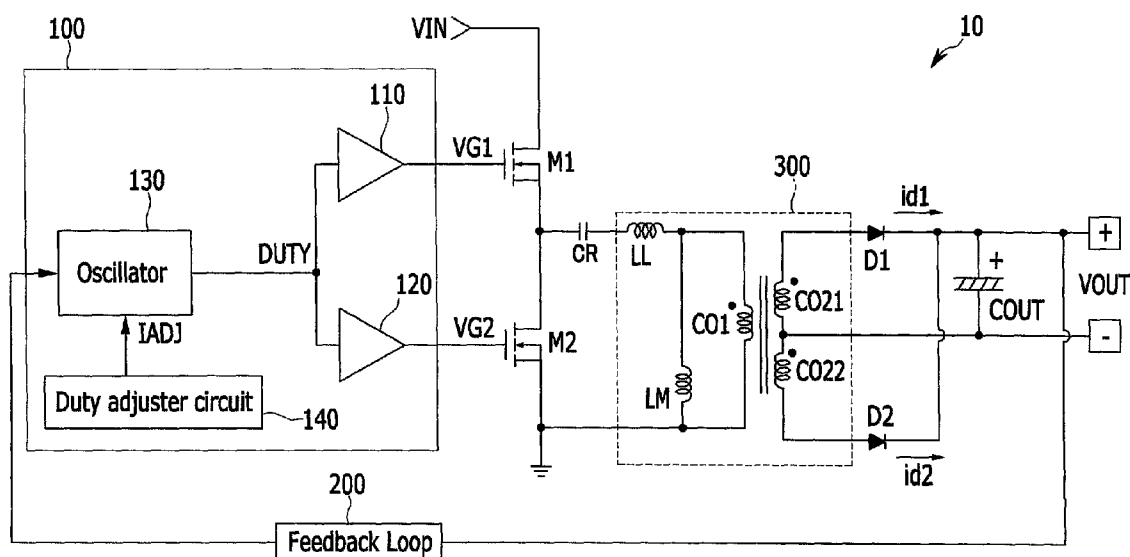 100
VIN
10
110
VG1
M1
130
300
id1
+
Oscillator
DUTY
CR
LL
D1
+
VOUT
CO21
COUT
120
IADJ
VG2
M2
CO1
-
CO22
LM
Duty adjuster circuit
140
D2
id2
200
Feedback Loop